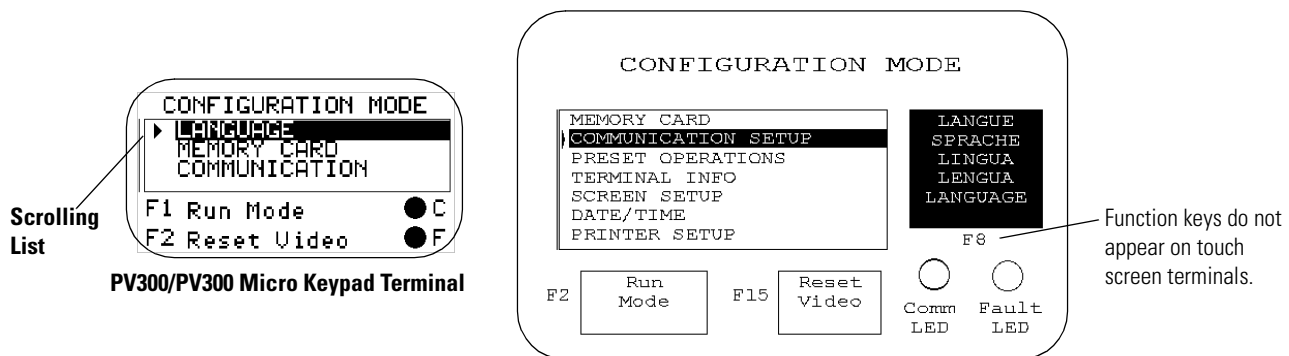 CONFIGURATION MODE
LANGUAGE
MEMORY CARD
COMMUNICATION
F1 Run Mode C
F2 Reset Video F
Scrolling
List
PV300/PV300 Micro Keypad Terminal
CONFIGURATION MODE
MEMORY CARD
COMMUNICATION SETUP
PRESET OPERATIONS
TERMINAL INFO
SCREEN SETUP
DATE/TIME
PRINTER SETUP
LANGUE
SPRACHE
LINGUA
LENGUA
LANGUAGE
F8
F2
Run
Mode
F15
Reset
Video
Comm
LED
Fault
LED
Function keys do not
appear on touch
screen terminals.